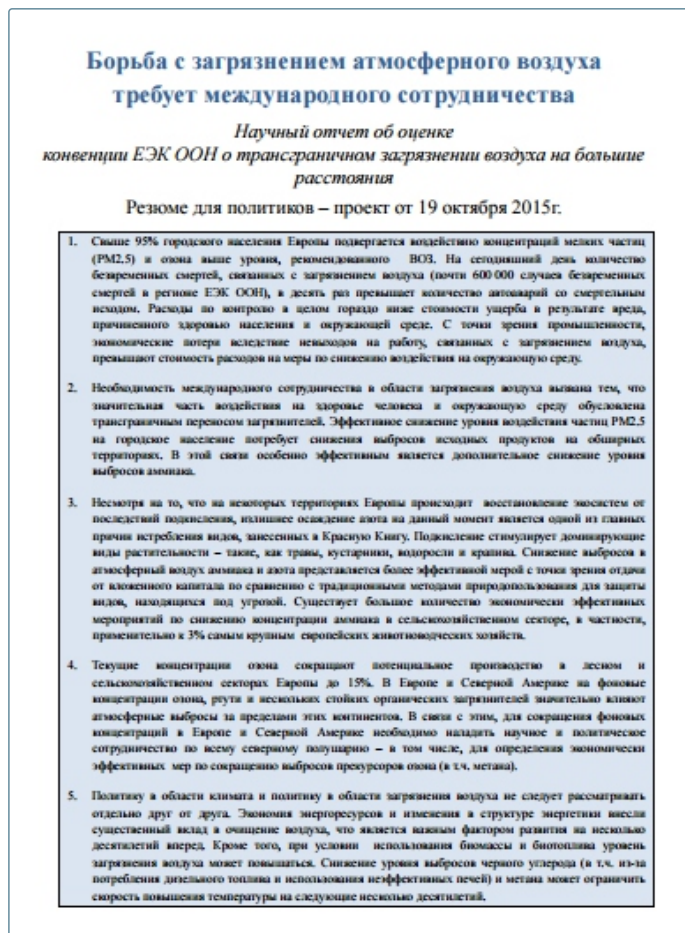 Борьба с загрязнением атмосферного воздуха
требует международного сотрудничества
Научный отчет об оценке
конвенции ЕЭК ООН о трансграничном загрязнении воздуха на большие
расстояния
Резюме для политиков – проект от 19 октября 2015г.
1. Свыше 95% городского населения Европы подвергается воздействию концентраций мелких частиц
(PM2,5) и озона выше уровня, рекомендованного ВОЗ. На сегодняшний день количество
безвременных смертей, связанных с загрязнением воздуха (почти 600 000 случаев безвременных
смертей в регионе ЕЭК ООН), в десять раз превышает количество автоаварий со смертельным
исходом. Расходы по контролю в целом гораздо ниже стоимости ущерба в результате вреда,
причиненного здоровью населения и окружающей среде. С точки зрения промышленности,
экономические потери вследствие невыходов на работу, связанных с загрязнением воздуха,
превышают стоимость расходов на меры по снижению воздействия на окружающую среду.
2. Необходимость международного сотрудничества в области загрязнения воздуха вызвана тем, что
значительная часть воздействия на здоровье человека и окружающую среду обусловлена
трансграничным переносом загрязнителей. Эффективное снижение уровня воздействия частиц PM2.5
на городское население потребует снижения выбросов исходных продуктов на обширных
территориях. В этой связи особенно эффективным является дополнительное снижение уровня
выбросов аммиака.
3. Несмотря на то, что на некоторых территориях Европы происходит восстановление экосистем от
последствий подкисления, излишнее осаждение азота на данный момент является одной из главных
причин истребления видов, занесенных в Красную Книгу. Подкисление стимулирует доминирующие
виды растительности – такие, как травы, кустарники, водоросли и крапива. Снижение выбросов в
атмосферный воздух аммиака и азота представляется более эффективной мерой с точки зрения отдачи
от вложенного капитала по сравнению с традиционными методами природопользования для защиты
видов, находящихся под угрозой. Существует большое количество экономически эффективных
мероприятий по снижению концентрации аммиака в сельскохозяйственном секторе, в частности,
применительно к 3% самым крупным европейских животноводческих хозяйств.
4. Текущие концентрации озона сокращают потенциальное производство в лесном и
сельскохозяйственном секторах Европы до 15%. В Европе и Северной Америке на фоновые
концентрации озона, ртути и нескольких стойких органических загрязнителей значительно влияют
атмосферные выбросы за пределами этих континентов. В связи с этим, для сокращения фоновых
концентраций в Европе и Северной Америке необходимо наладить научное и политическое
сотрудничество по всему северному полушарию – в том числе, для определения экономически
эффективных мер по сокращению выбросов прекурсоров озона (в т.ч. метана).
5. Политику в области климата и политику в области загрязнения воздуха не следует рассматривать
отдельно друг от друга. Экономия энергоресурсов и изменения в структуре энергетики внесли
существенный вклад в очищение воздуха, что является важным фактором развития на несколько
десятилетий вперед. Кроме того, при условии использования биомассы и биотоплива уровень
загрязнения воздуха может повышаться. Снижение уровня выбросов черного углерода (в т.ч. из-за
потребления дизельного топлива и использования неэффективных печей) и метана может ограничить
скорость повышения температуры на следующие несколько десятилетий.